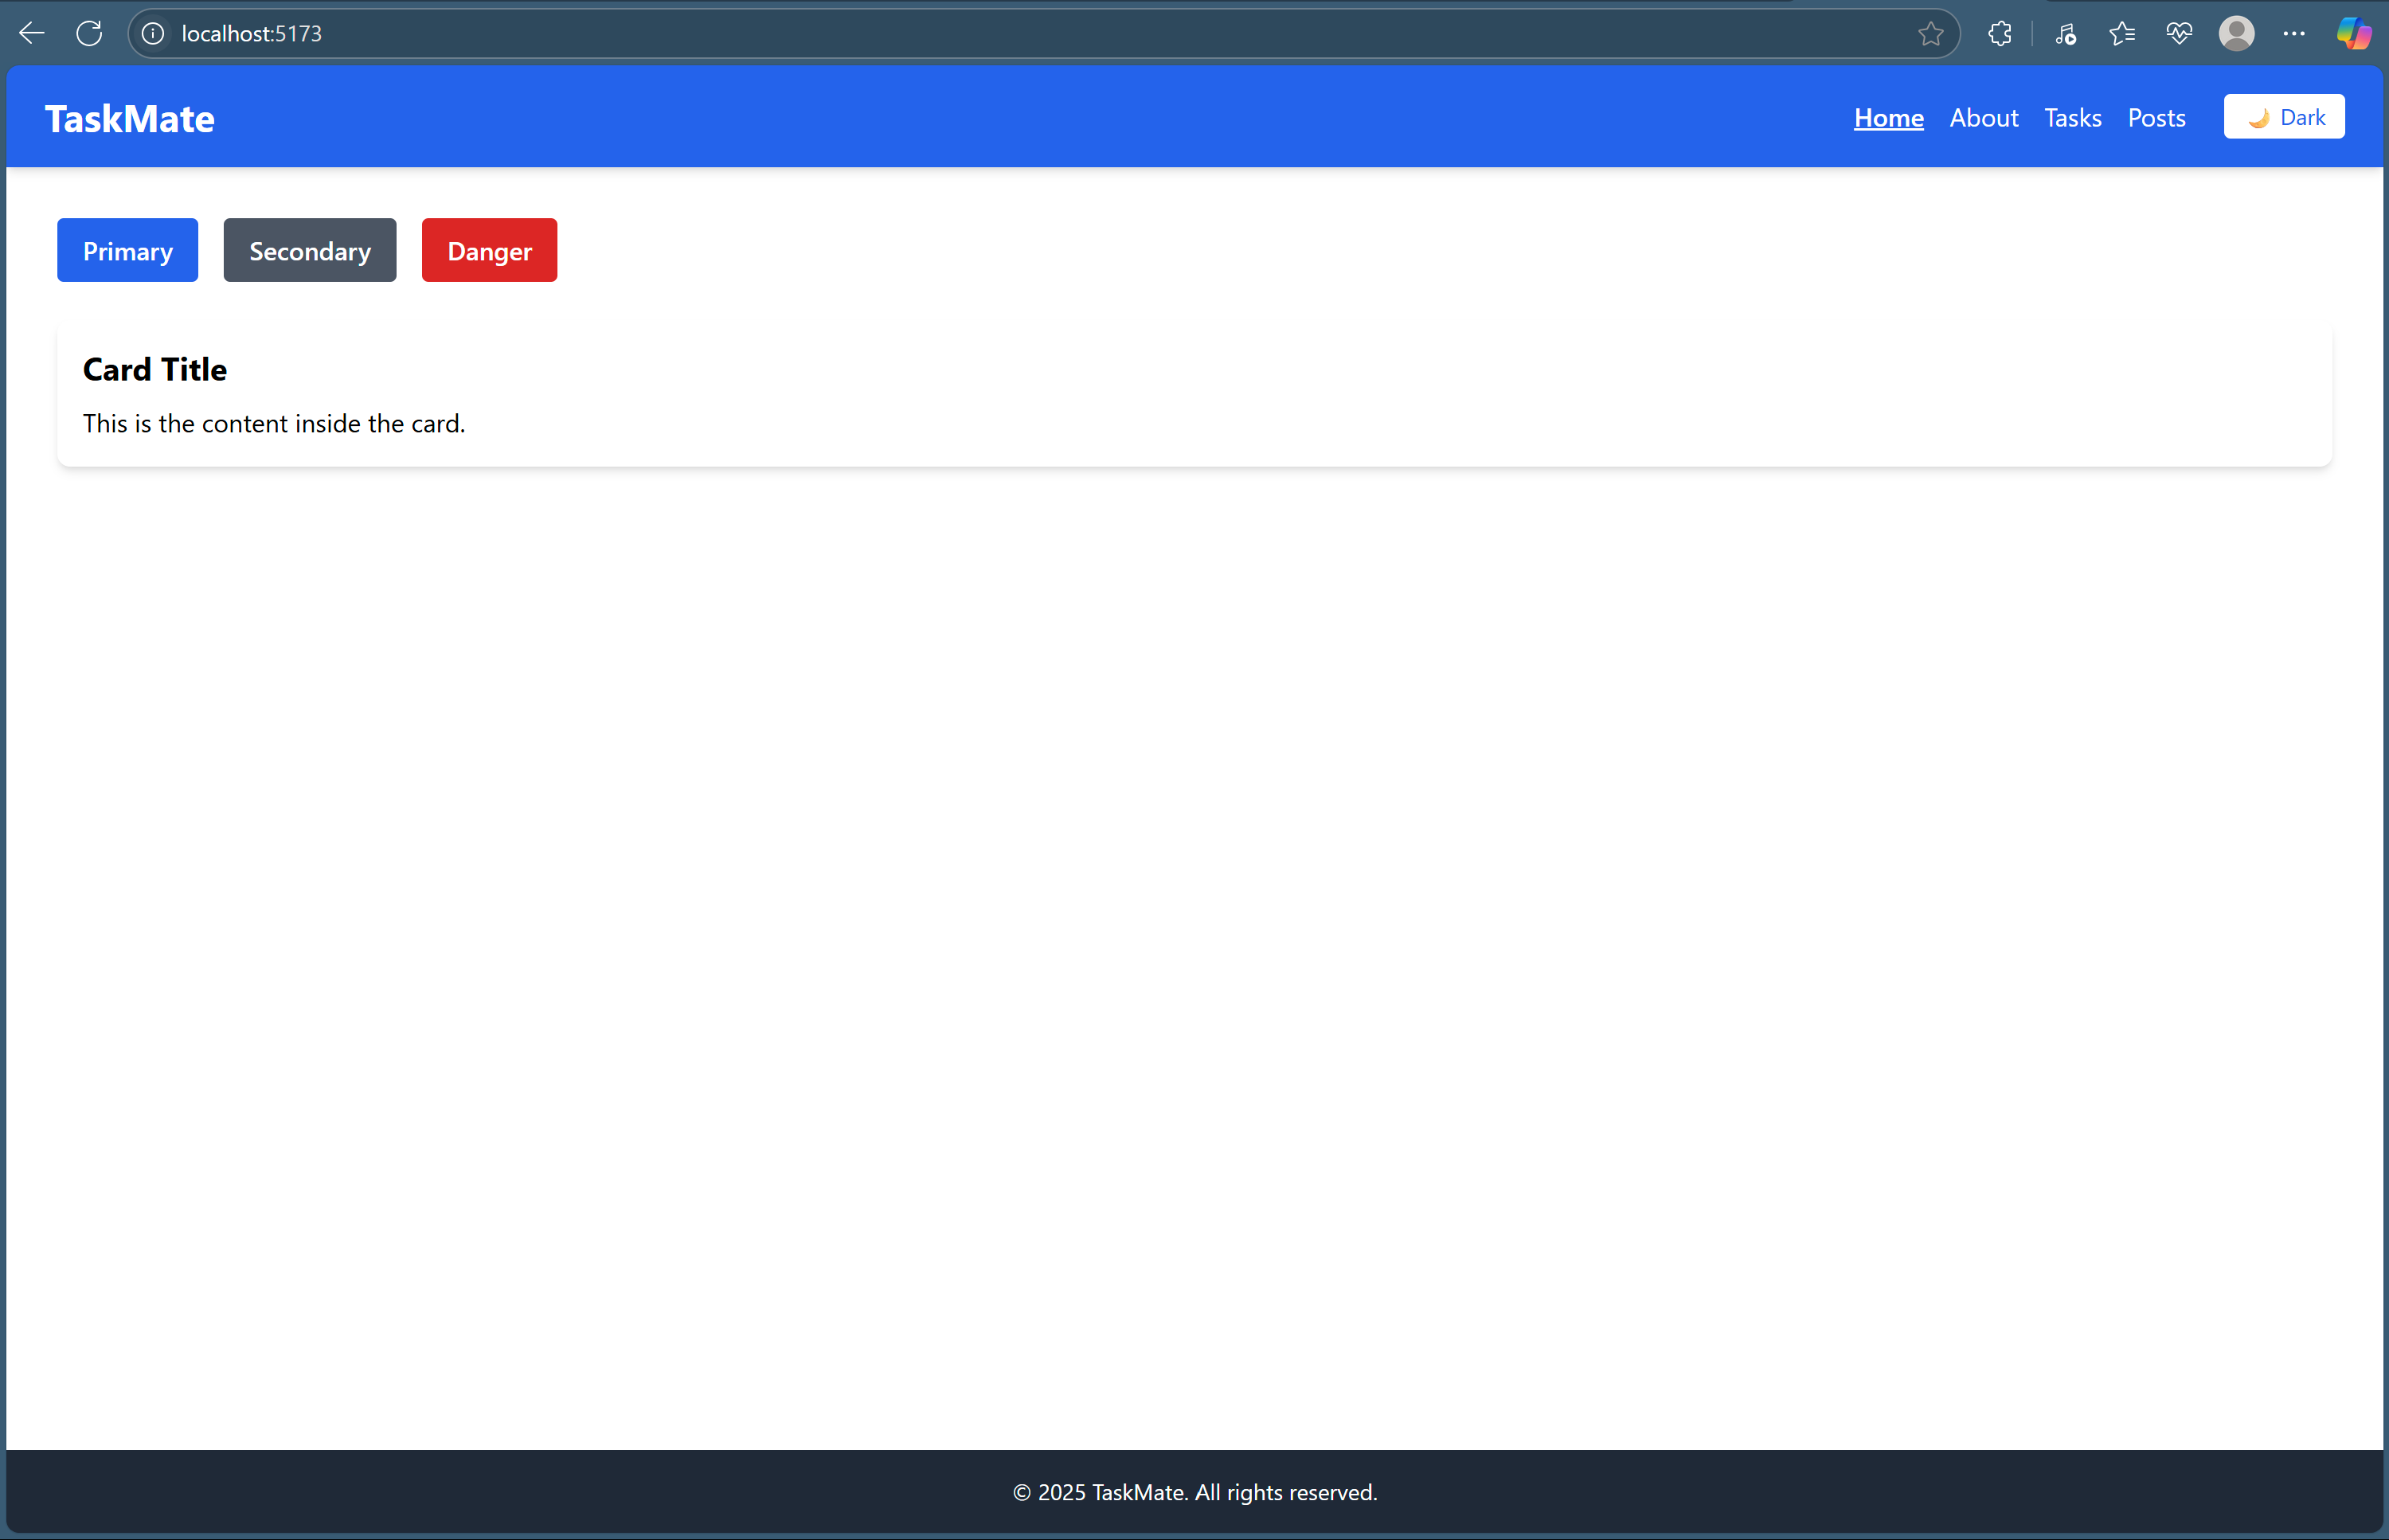 localhost:5173
TaskMate
Home About Tasks Posts 🌙 Dark
Primary Secondary Danger
Card Title
This is the content inside the card.
© 2025 TaskMate. All rights reserved.